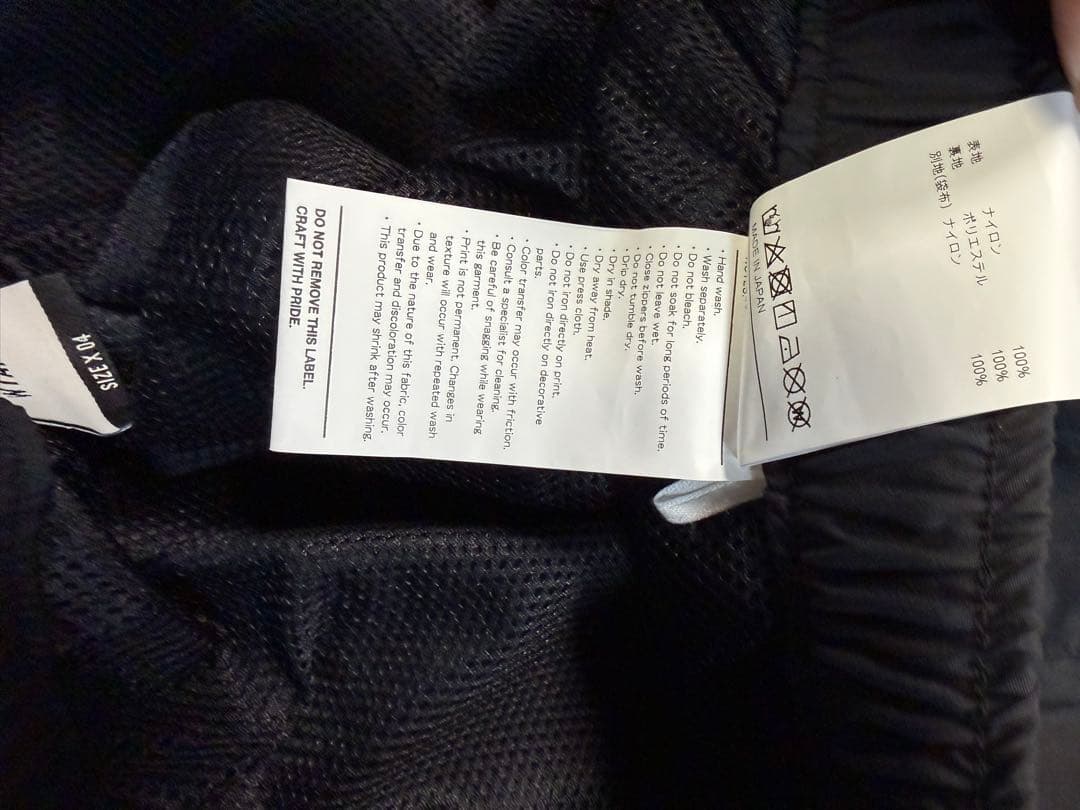 表地 ナイロン 100%
裏地 ポリエステル 100%
別地(袋布) ナイロン 100%
MADE IN JAPAN
• Hand wash.
• Wash separately.
• Do not bleach.
• Do not soak for long periods of time.
• Do not leave wet.
• Close zippers before wash.
• Do not tumble dry.
• Drip dry.
• Dry in shade.
• Dry away from heat.
• Use press cloth.
• Do not iron directly on print.
• Do not iron directly on decorative
parts.
• Color transfer may occur with friction.
• Consult a specialist for cleaning.
• Be careful of snagging while wearing
this garment.
• Print is not permanent. Changes in
texture will occur with repeated wash
and wear.
• Due to the nature of this fabric, color
transfer and discoloration may occur.
• This product may shrink after washing.
DO NOT REMOVE THIS LABEL.
CRAFT WITH PRIDE.
SIZE X 04